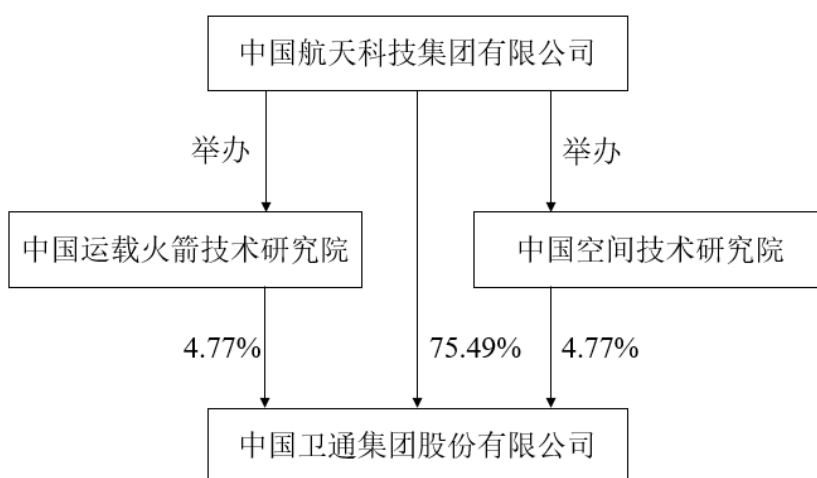 中国航天科技集团有限公司
举办
举办
中国运载火箭技术研究院
中国空间技术研究院
4.77%
75.49%
4.77%
中国卫通集团股份有限公司